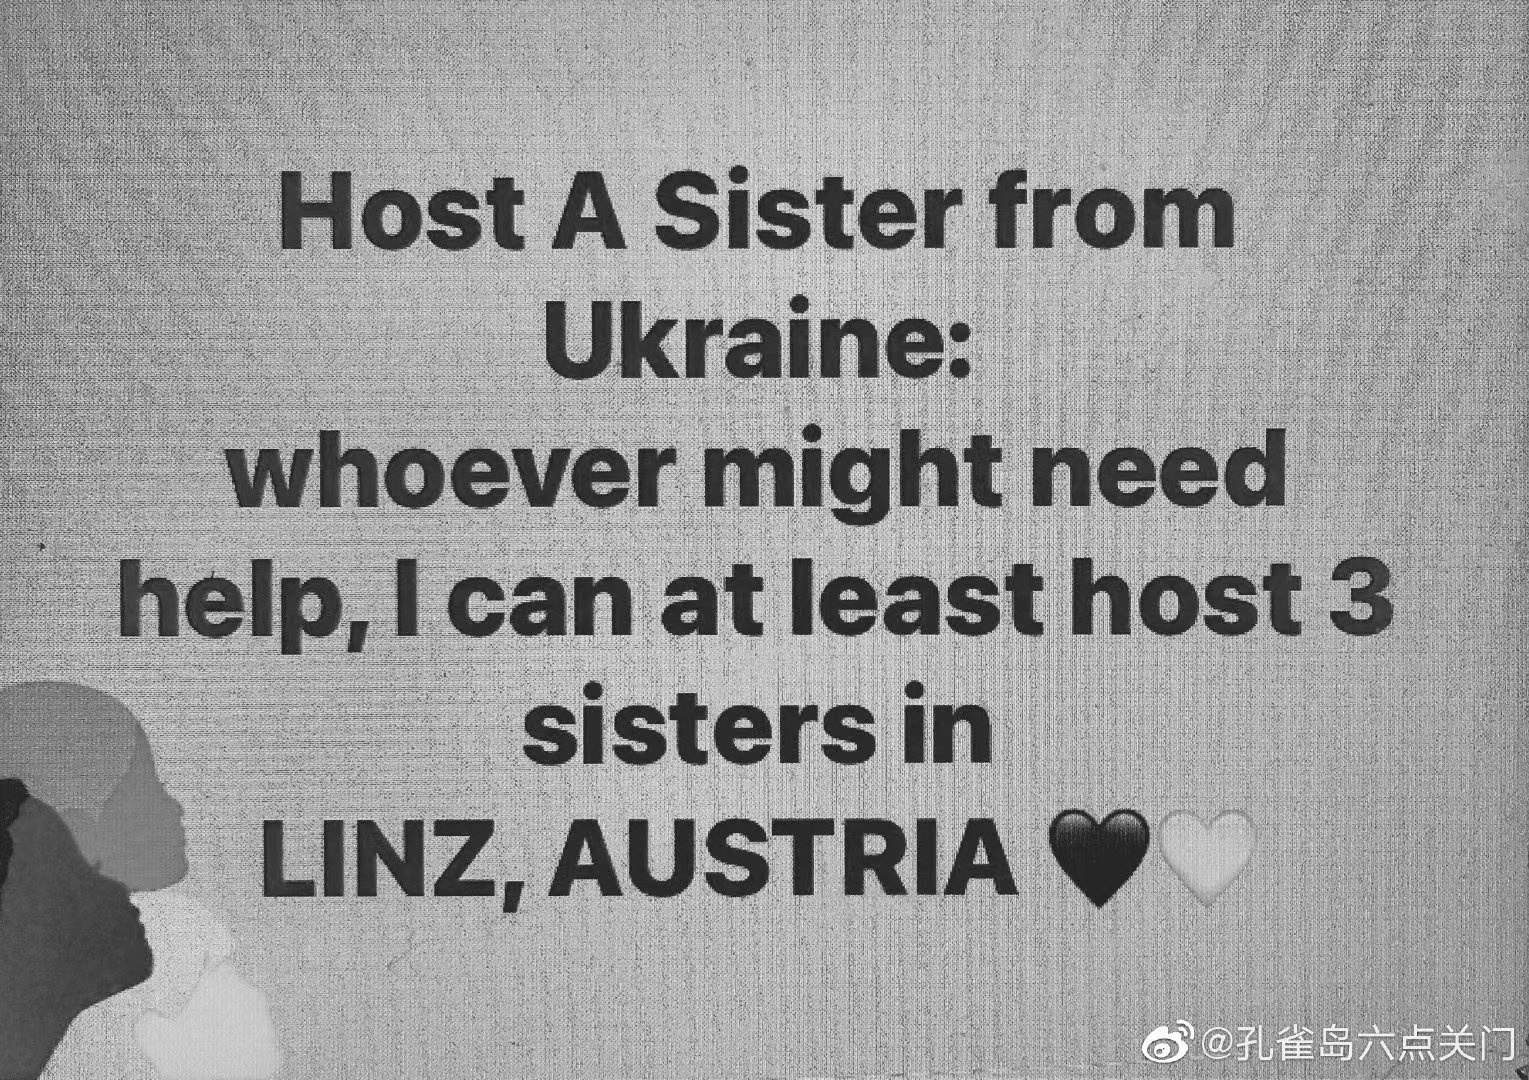 Host A Sister from
Ukraine:
whoever might need
help, I can at least host 3
sisters in
LINZ, AUSTRIA 🖤🤍
@孔雀岛六点关门